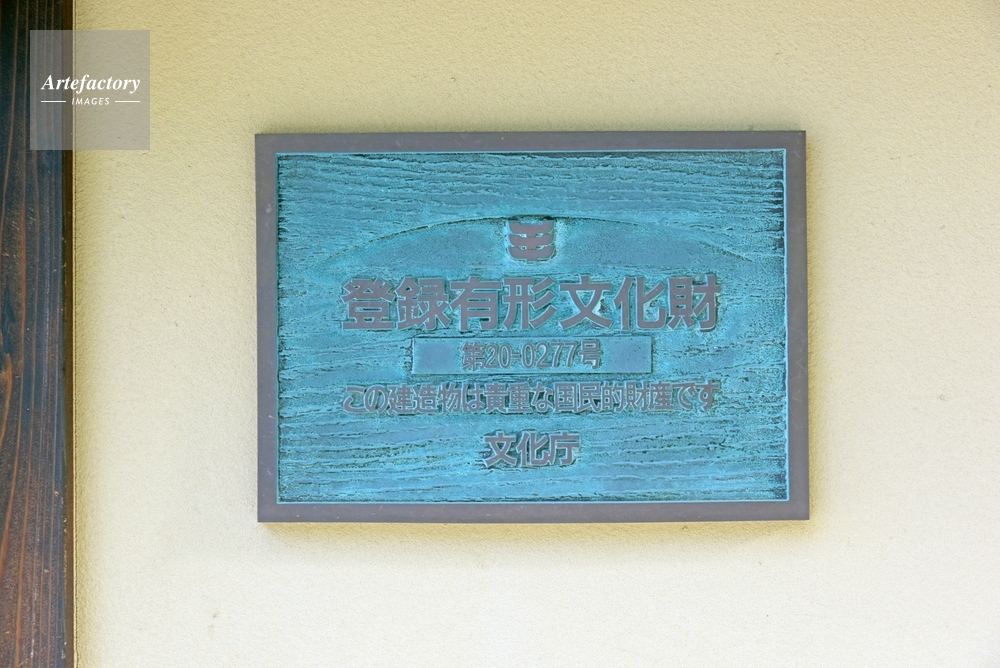 Artefactory
IMAGES
登録有形文化財
第20-0277号
この建造物は貴重な国民的財産です
文化庁